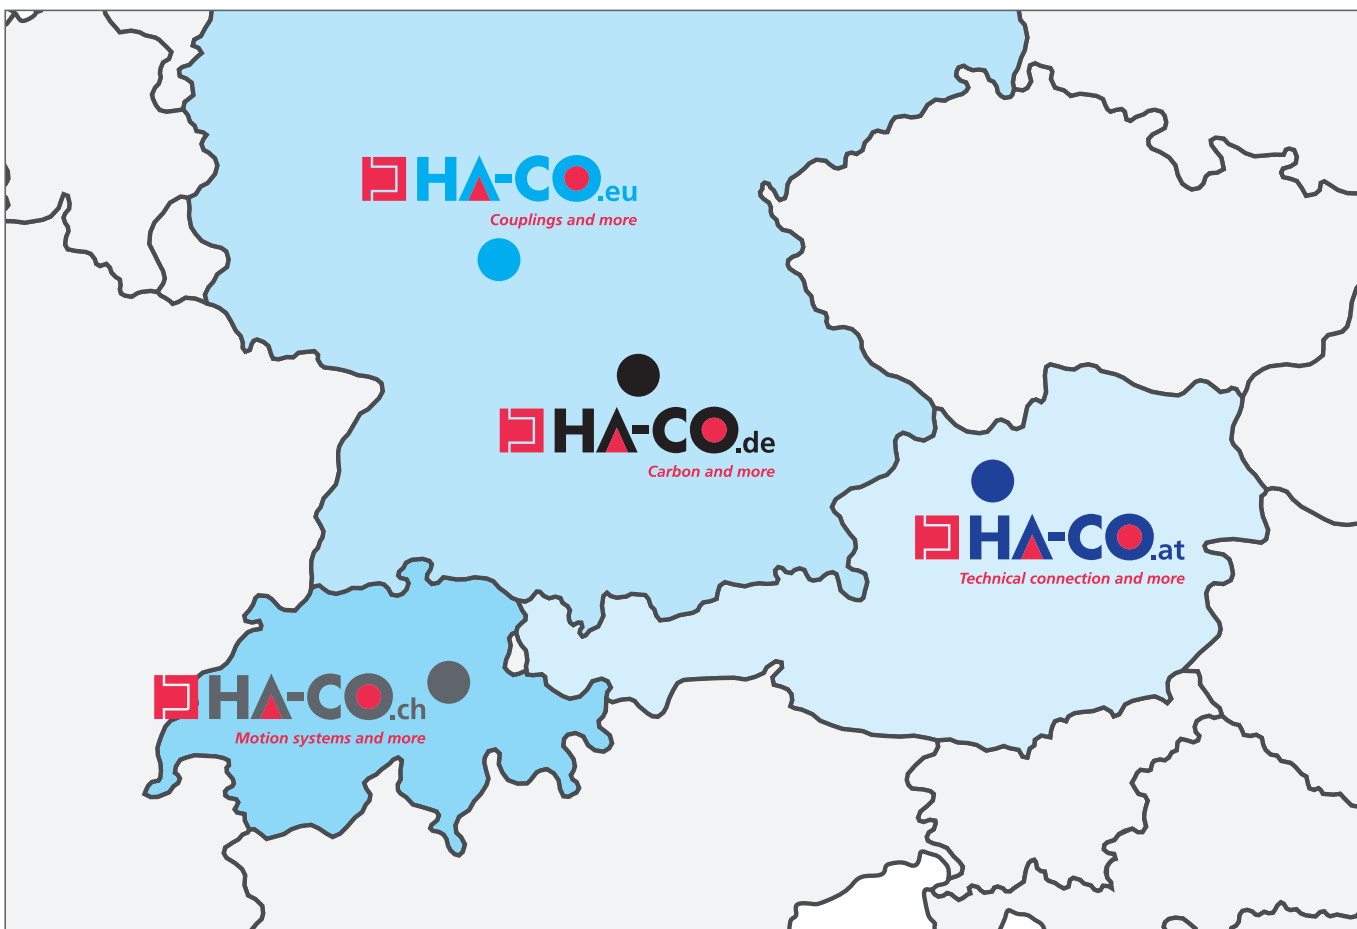 HA-CO.eu
Couplings and more
HA-CO.de
Carbon and more
HA-CO.at
Technical connection and more
HA-CO.ch
Motion systems and more